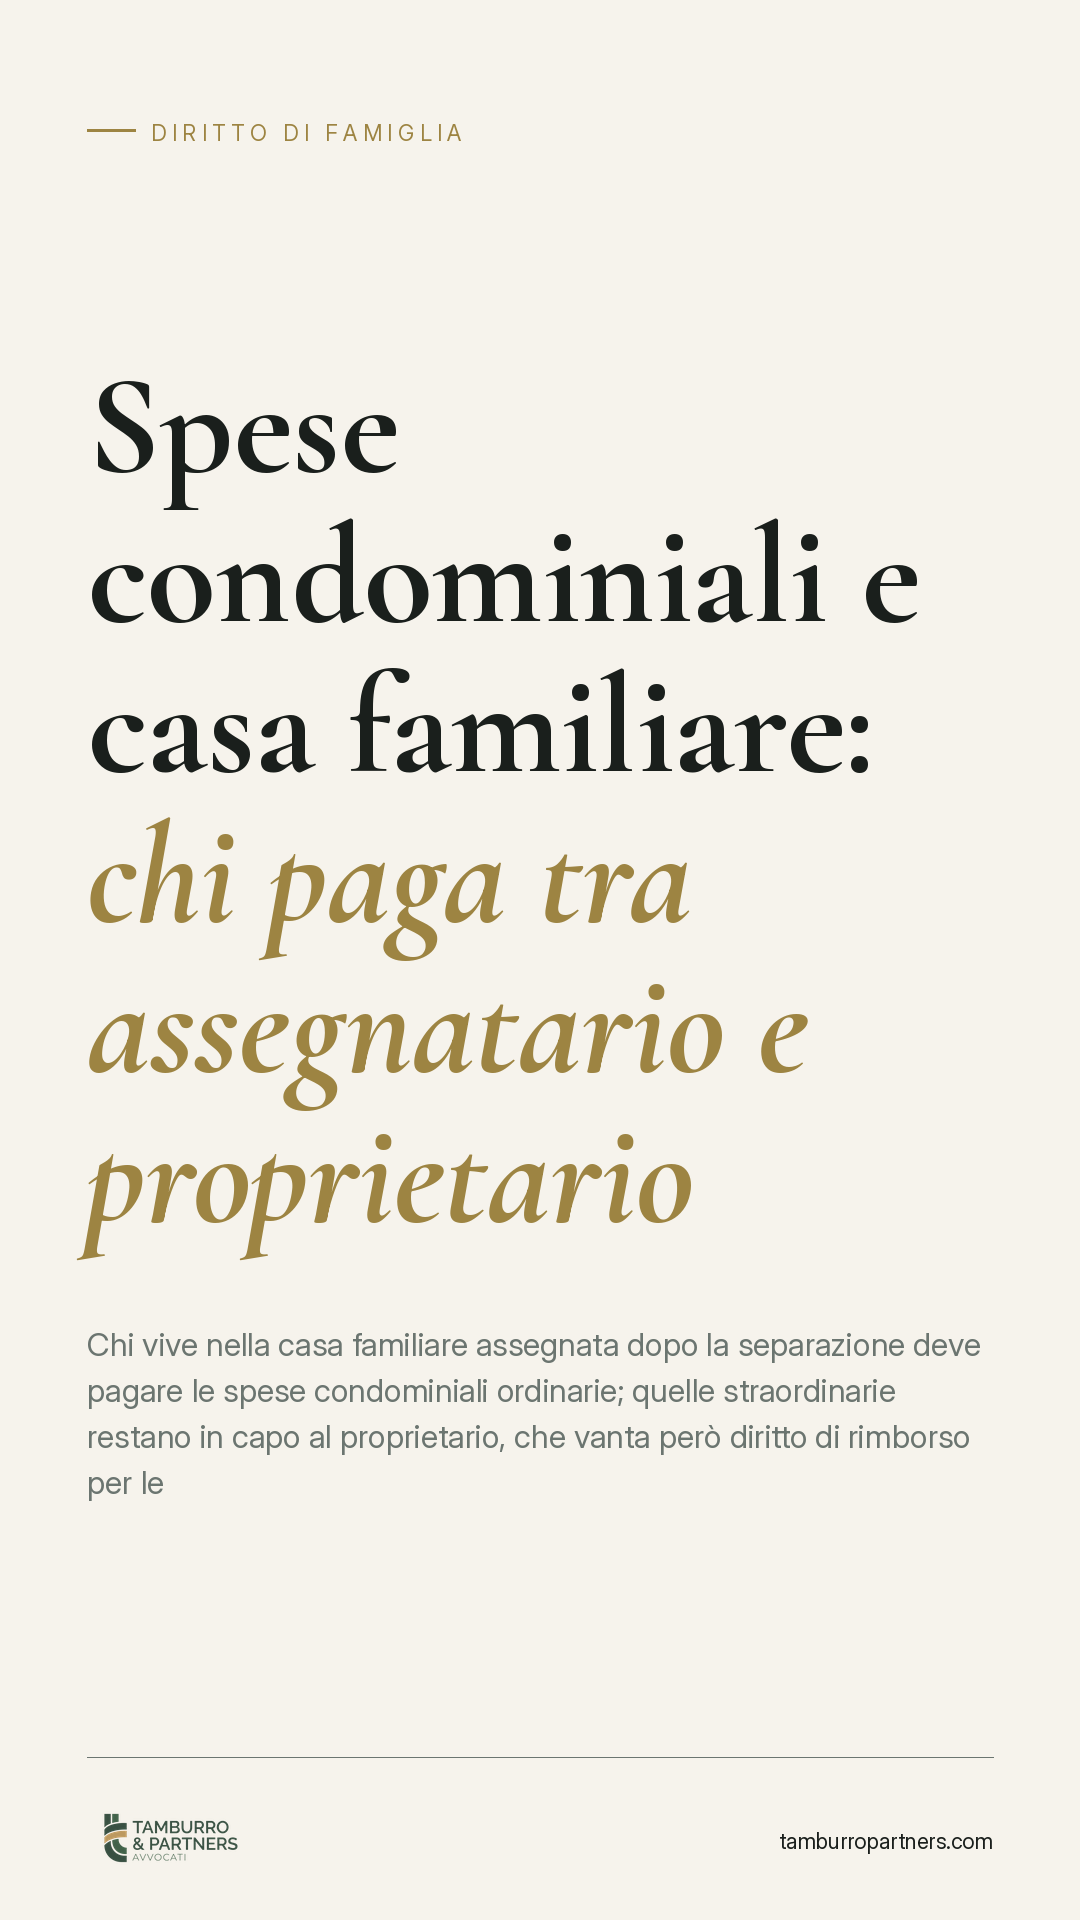 DIRITTO DI FAMIGLIA
Spese
condominiali e
casa familiare:
chi paga tra
assegnatario e
proprietario
Chi vive nella casa familiare assegnata dopo la separazione deve
pagare le spese condominiali ordinarie; quelle straordinarie
restano in capo al proprietario, che vanta però diritto di rimborso
per le
TAMBURRO
& PARTNERS
AVVOCATI
tamburropartners.com